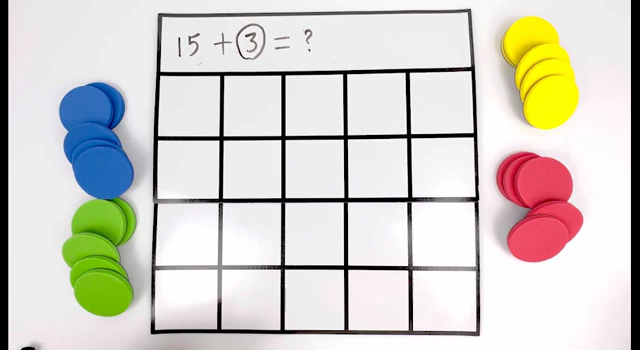 15 + 3 = ?